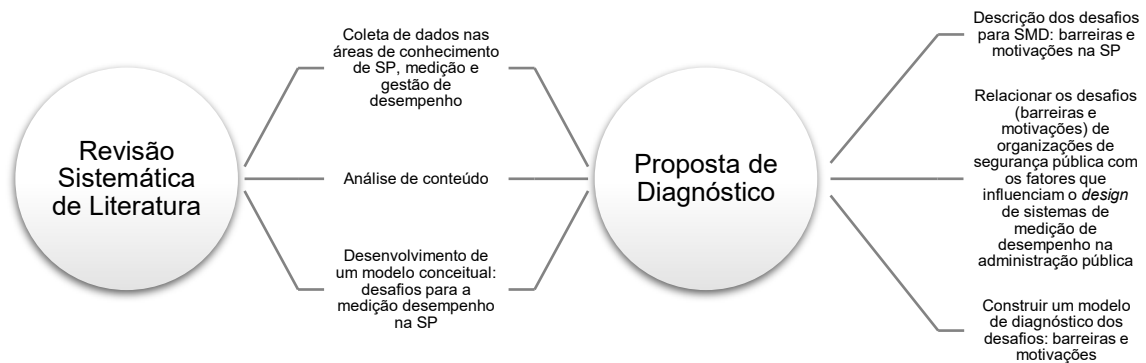 Revisão
Sistemática
de Literatura
Coleta de dados nas
áreas de conhecimento
de SP, medição e
gestão de
desempenho
Análise de conteúdo
Desenvolvimento de
um modelo conceitual:
desafios para a
medição desempenho
na SP
Proposta de
Diagnóstico
Descrição dos desafios
para SMD: barreiras e
motivações na SP
Relacionar os desafios
(barreiras e
motivações) de
organizações de
segurança pública com
os fatores que
influenciam o design
de sistemas de
medição de
desempenho na
administração pública
Construir um modelo
de diagnóstico dos
desafios: barreiras e
motivações